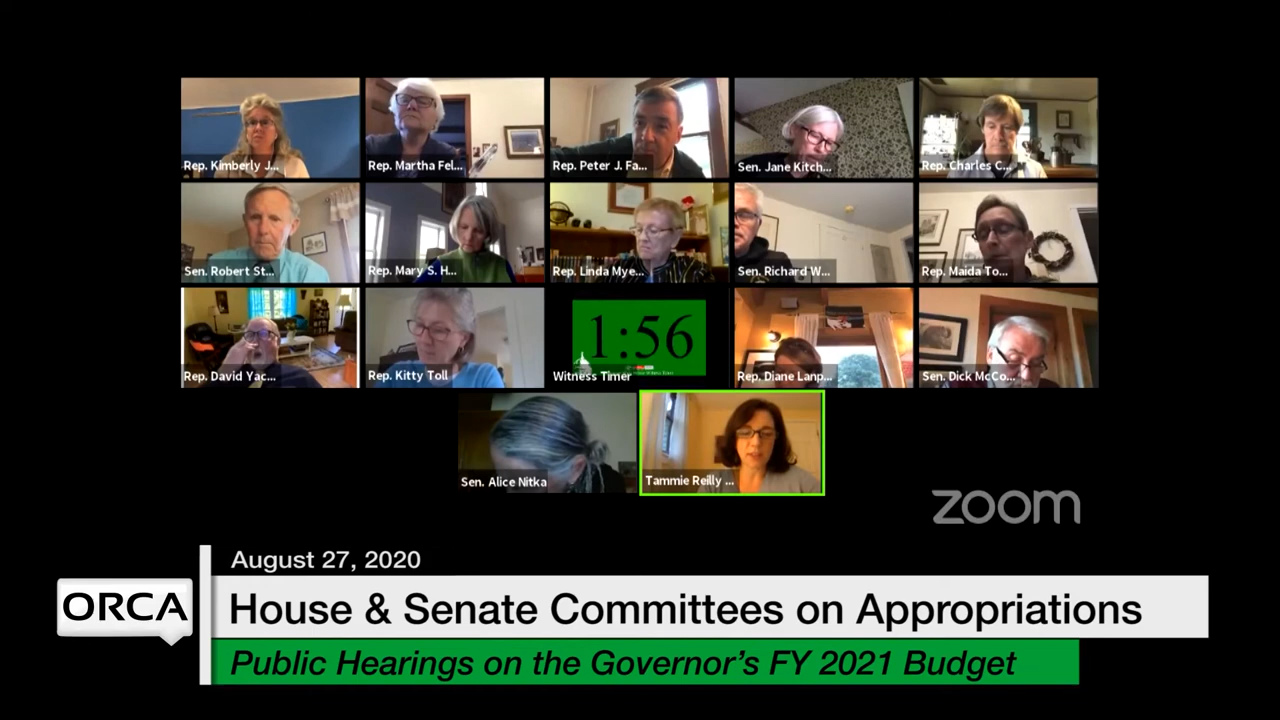 Rep. Kimberly J...
Rep. Martha Fel...
Rep. Peter J. Fa...
Sen. Jane Kitch...
Rep. Charles C...
Sen. Robert St...
Rep. Mary S. H...
Rep. Linda Mye...
Sen. Richard W...
Rep. Maida To...
Rep. David Yac...
Rep. Kitty Toll
1:56
Witness Timer
Rep. Diane Lanp...
Sen. Dick McCo...
Sen. Alice Nitka
Tammie Reilly ...
zoom
August 27, 2020
ORCA
House & Senate Committees on Appropriations
Public Hearings on the Governor's FY 2021 Budget